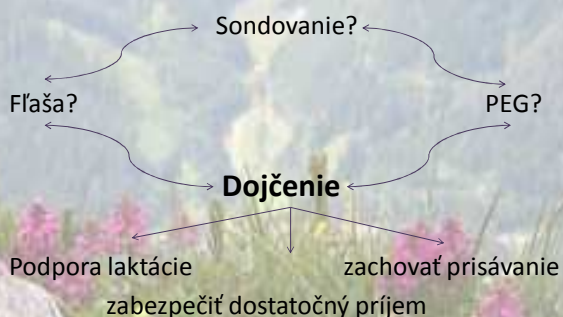 Sondovanie?
Fľaša? PEG?
Dojčenie
Podpora laktácie zachovať prisávanie
zabezpečiť dostatočný príjem